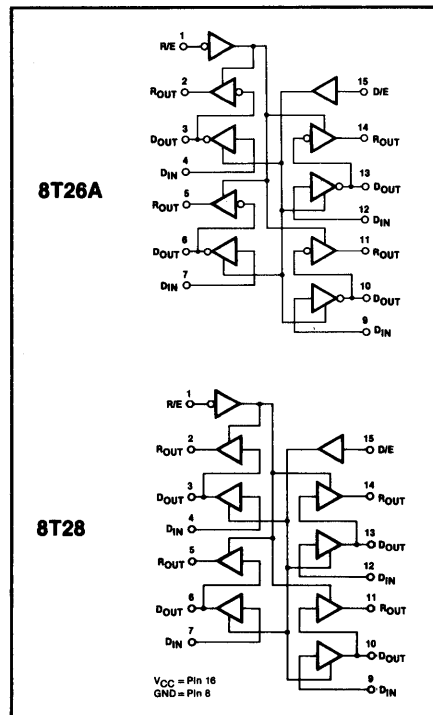 8T26A
1
R/E
2
ROUT
15
D/E
3
DOUT
14
ROUT
4
DIN
13
DOUT
5
ROUT
12
DIN
6
DOUT
11
ROUT
7
DIN
10
DOUT
9
DIN
8T28
1
R/E
2
ROUT
15
D/E
3
DOUT
14
ROUT
4
DIN
13
DOUT
5
ROUT
12
DIN
6
DOUT
11
ROUT
7
DIN
10
DOUT
9
DIN
VCC = Pin 16
GND = Pin 8